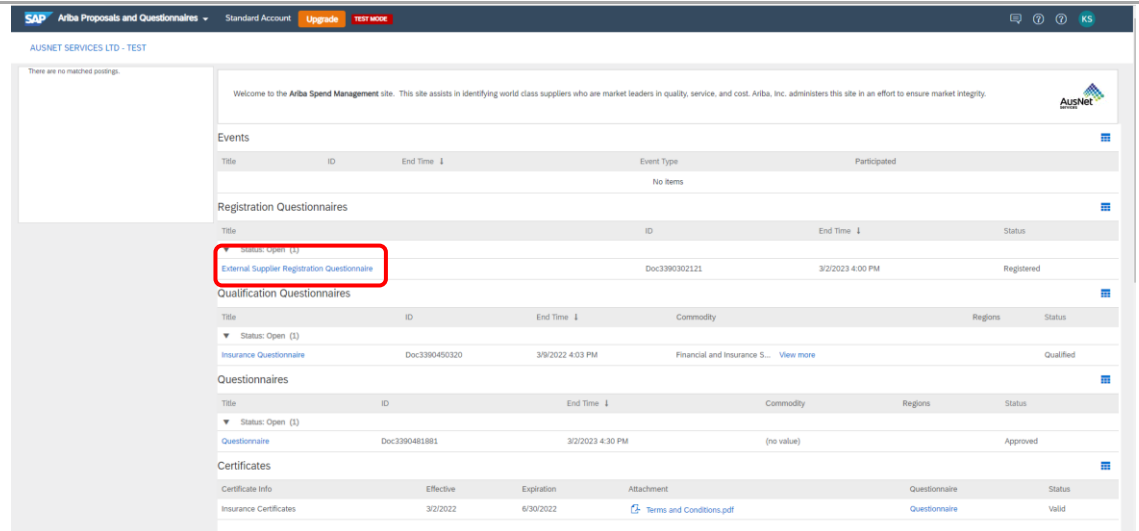 SAP Ariba Proposals and Questionnaires Standard Account Upgrade TEST MODE KS
AUSNET SERVICES LTD - TEST
There are no matched postings.
Welcome to the Ariba Spend Management site. This site assists in identifying world class suppliers who are market leaders in quality, service, and cost. Ariba, Inc. administers this site in an effort to ensure market integrity.
AusNet
services
Events
Title ID End Time ↓ Event Type Participated
No items
Registration Questionnaires
Title ID End Time ↓ Status
▼ Status: Open (1)
External Supplier Registration Questionnaire Doc3390302121 3/2/2023 4:00 PM Registered
Qualification Questionnaires
Title ID End Time ↓ Commodity Regions Status
▼ Status: Open (1)
Insurance Questionnaire Doc3390450320 3/9/2022 4:03 PM Financial and Insurance S... View more Qualified
Questionnaires
Title ID End Time ↓ Commodity Regions Status
▼ Status: Open (1)
Questionnaire Doc3390481881 3/2/2023 4:30 PM (no value) Approved
Certificates
Certificate Info Effective Expiration Attachment Questionnaire Status
Insurance Certificates 3/2/2022 6/30/2022 Terms and Conditions.pdf Questionnaire Valid